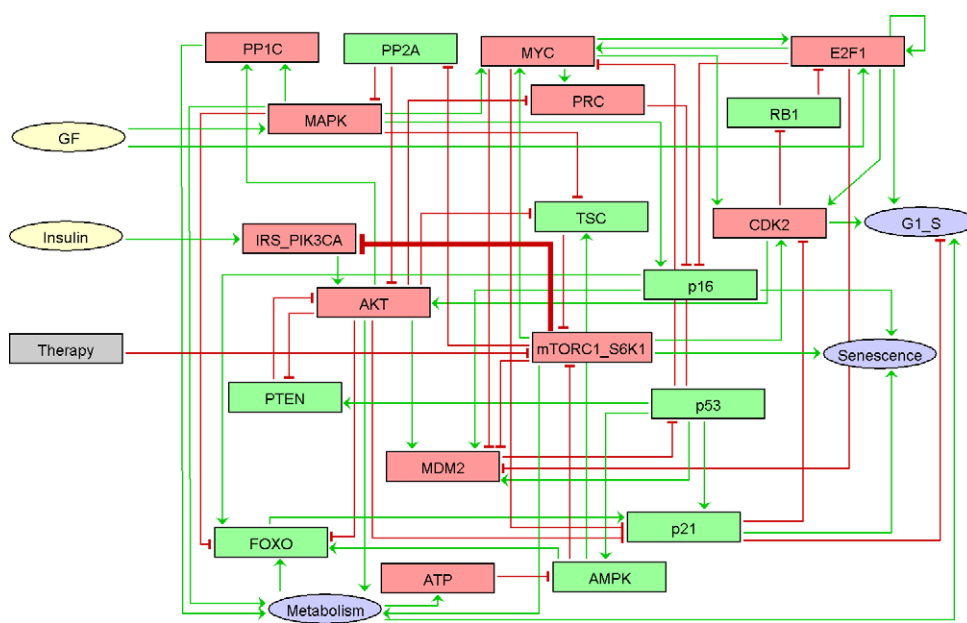 PP1C
PP2A
MYC
E2F1
PRC
RB1
MAPK
GF
TSC
CDK2
G1_S
Insulin
IRS_PIK3CA
p16
AKT
Therapy
mTORC1_S6K1
Senescence
PTEN
p53
MDM2
p21
FOXO
ATP
AMPK
Metabolism